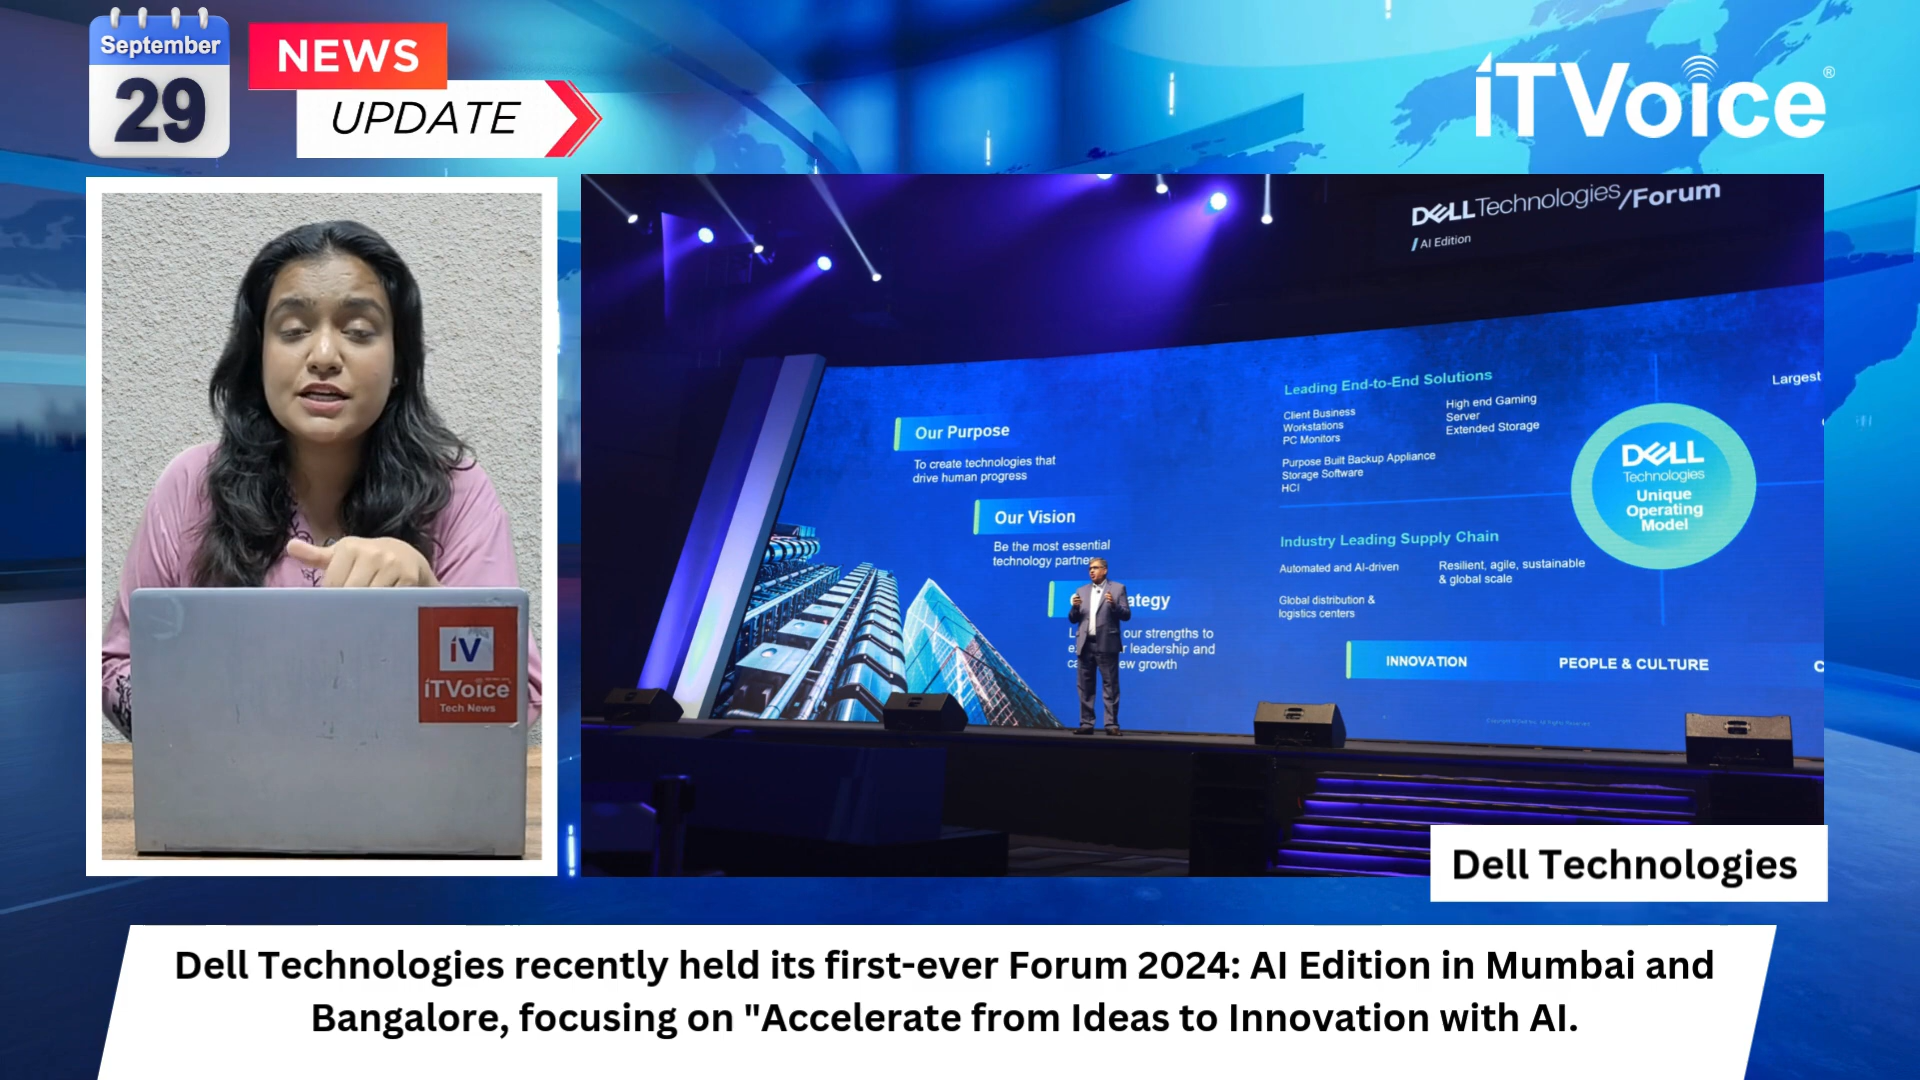 September
29
NEWS
UPDATE
iTVoice®
DELLTechnologies/Forum
/ AI Edition
Our Purpose
To create technologies that
drive human progress
Our Vision
Be the most essential
technology partner
our strengths to
leadership and
growth
Leading End-to-End Solutions
Client Business
Workstations
PC Monitors
High end Gaming
Server
Extended Storage
Purpose Built Backup Appliance
Storage Software
HCI
Largest
DELL
Technologies
Unique
Operating
Model
Industry Leading Supply Chain
Automated and AI-driven
Resilient, agile, sustainable
& global scale
Global distribution &
logistics centers
INNOVATION
PEOPLE & CULTURE
iV
iTVoice
Tech News
Dell Technologies
Dell Technologies recently held its first-ever Forum 2024: AI Edition in Mumbai and
Bangalore, focusing on "Accelerate from Ideas to Innovation with AI.